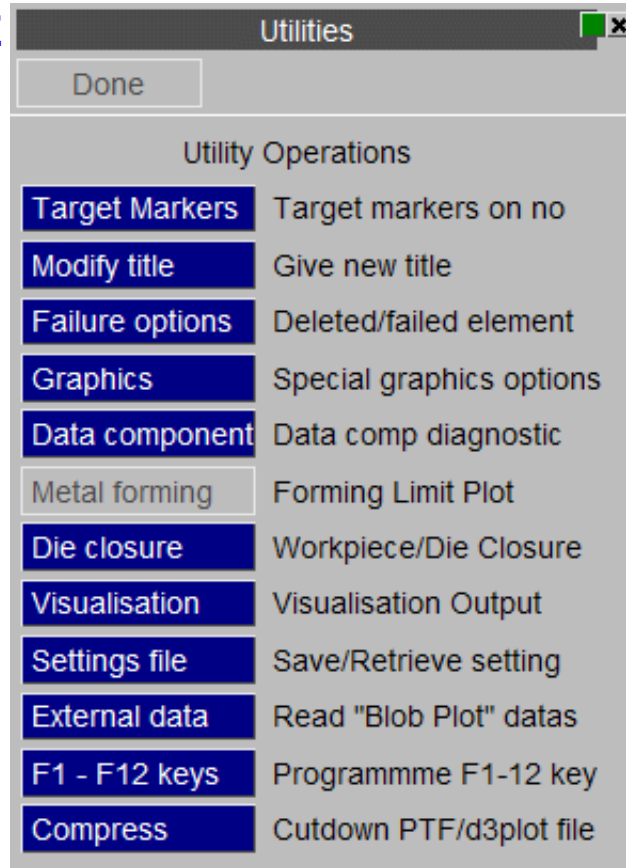 Utilities
Done
Utility Operations
Target Markers Target markers on no
Modify title Give new title
Failure options Deleted/failed element
Graphics Special graphics options
Data component Data comp diagnostic
Metal forming Forming Limit Plot
Die closure Workpiece/Die Closure
Visualisation Visualisation Output
Settings file Save/Retrieve setting
External data Read "Blob Plot" datas
F1 - F12 keys Programmme F1-12 key
Compress Cutdown PTF/d3plot file